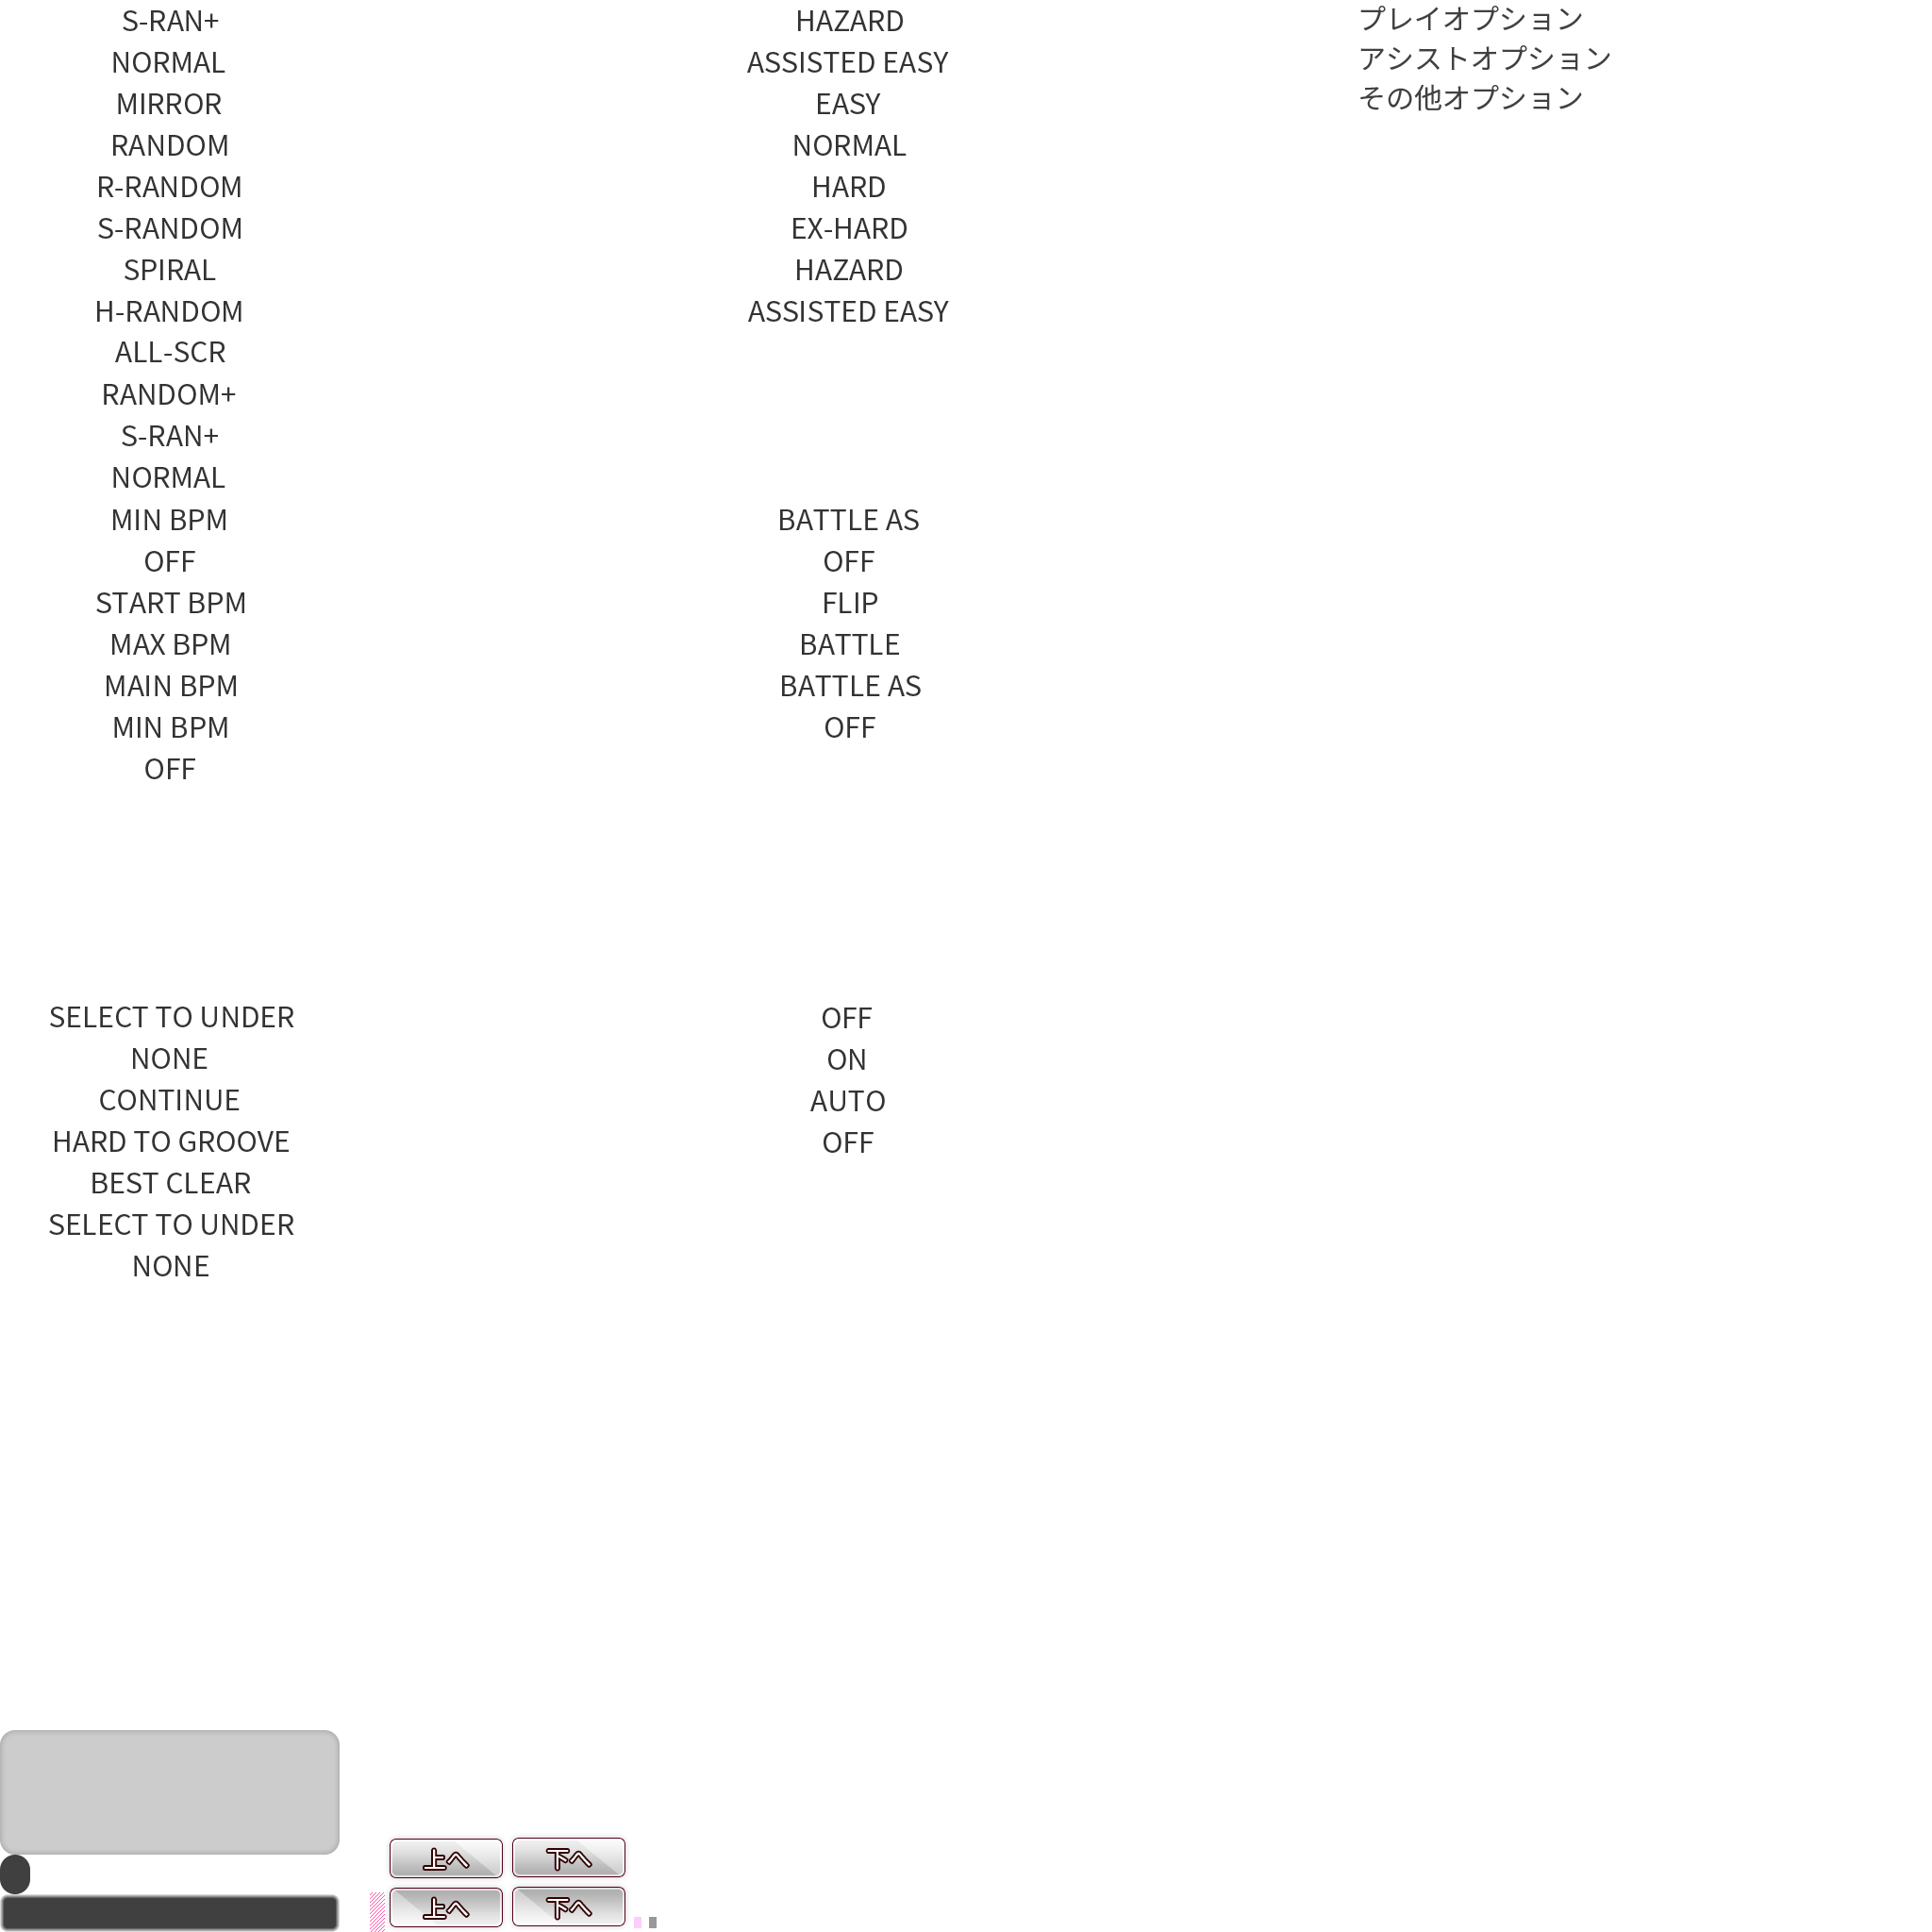 S-RAN+
NORMAL
MIRROR
RANDOM
R-RANDOM
S-RANDOM
SPIRAL
H-RANDOM
ALL-SCR
RANDOM+
S-RAN+
NORMAL
MIN BPM
OFF
START BPM
MAX BPM
MAIN BPM
MIN BPM
OFF
SELECT TO UNDER
NONE
CONTINUE
HARD TO GROOVE
BEST CLEAR
SELECT TO UNDER
NONE
HAZARD
ASSISTED EASY
EASY
NORMAL
HARD
EX-HARD
HAZARD
ASSISTED EASY
BATTLE AS
OFF
FLIP
BATTLE
BATTLE AS
OFF
OFF
ON
AUTO
OFF
プレイオプション
アシストオプション
その他オプション
上へ
下へ
上へ
下へ